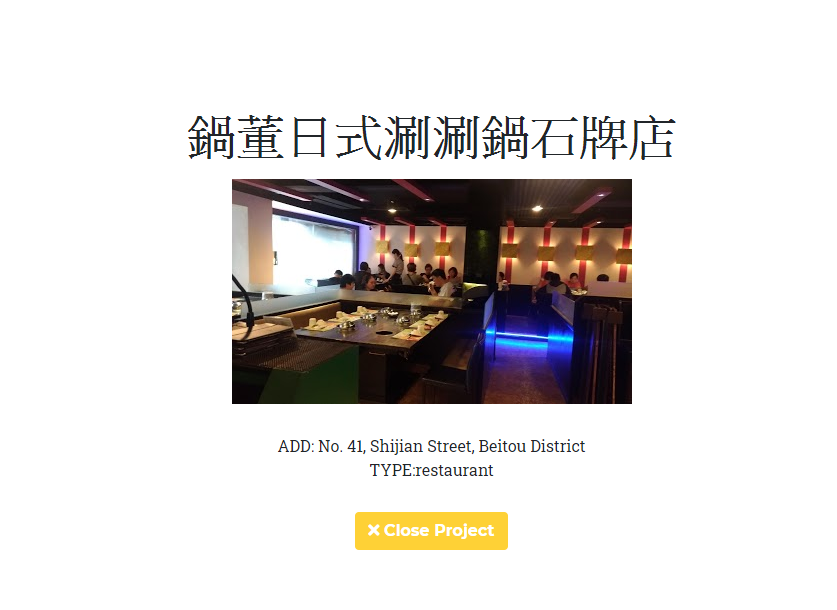 鍋董日式涮涮鍋石牌店
ADD: No. 41, Shijian Street, Beitou District
TYPE:restaurant
Close Project